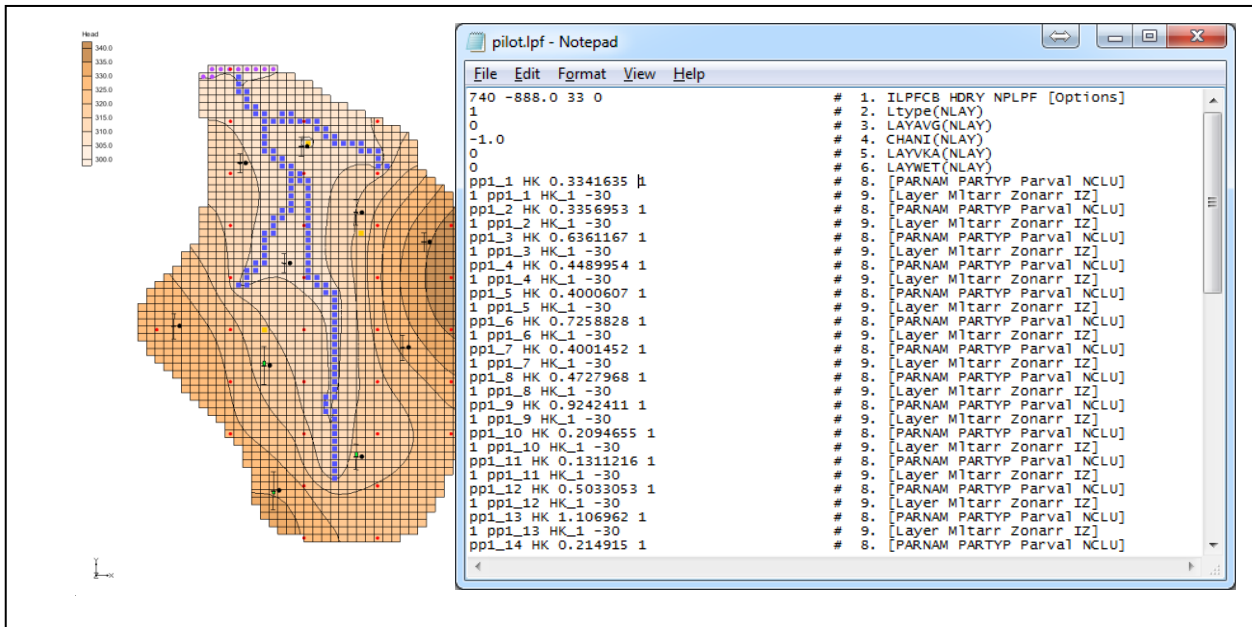 Head
340.0
335.0
330.0
325.0
320.0
315.0
310.0
305.0
300.0
pilot.lpf - Notepad
File Edit Format View Help
740 -888.0 33 0 # 1. ILPFCB HDRY NPLPF [Options]
1 # 2. Ltype(NLAY)
0 # 3. LAYAVG(NLAY)
-1.0 # 4. CHANI(NLAY)
0 # 5. LAYVKA(NLAY)
0 # 6. LAYWET(NLAY)
pp1_1 HK 0.3341635 1 # 8. [PARNAM PARTYP Parval NCLU]
1 pp1_1 HK_1 -30 # 9. [Layer Mltarr Zonarr IZ]
pp1_2 HK 0.3356953 1 # 8. [PARNAM PARTYP Parval NCLU]
1 pp1_2 HK_1 -30 # 9. [Layer Mltarr Zonarr IZ]
pp1_3 HK 0.6361167 1 # 8. [PARNAM PARTYP Parval NCLU]
1 pp1_3 HK_1 -30 # 9. [Layer Mltarr Zonarr IZ]
pp1_4 HK 0.4489954 1 # 8. [PARNAM PARTYP Parval NCLU]
1 pp1_4 HK_1 -30 # 9. [Layer Mltarr Zonarr IZ]
pp1_5 HK 0.4000607 1 # 8. [PARNAM PARTYP Parval NCLU]
1 pp1_5 HK_1 -30 # 9. [Layer Mltarr Zonarr IZ]
pp1_6 HK 0.7258828 1 # 8. [PARNAM PARTYP Parval NCLU]
1 pp1_6 HK_1 -30 # 9. [Layer Mltarr Zonarr IZ]
pp1_7 HK 0.4001452 1 # 8. [PARNAM PARTYP Parval NCLU]
1 pp1_7 HK_1 -30 # 9. [Layer Mltarr Zonarr IZ]
pp1_8 HK 0.4727968 1 # 8. [PARNAM PARTYP Parval NCLU]
1 pp1_8 HK_1 -30 # 9. [Layer Mltarr Zonarr IZ]
pp1_9 HK 0.9242411 1 # 8. [PARNAM PARTYP Parval NCLU]
1 pp1_9 HK_1 -30 # 9. [Layer Mltarr Zonarr IZ]
pp1_10 HK 0.2094655 1 # 8. [PARNAM PARTYP Parval NCLU]
1 pp1_10 HK_1 -30 # 9. [Layer Mltarr Zonarr IZ]
pp1_11 HK 0.1311216 1 # 8. [PARNAM PARTYP Parval NCLU]
1 pp1_11 HK_1 -30 # 9. [Layer Mltarr Zonarr IZ]
pp1_12 HK 0.5033053 1 # 8. [PARNAM PARTYP Parval NCLU]
1 pp1_12 HK_1 -30 # 9. [Layer Mltarr Zonarr IZ]
pp1_13 HK 1.106962 1 # 8. [PARNAM PARTYP Parval NCLU]
1 pp1_13 HK_1 -30 # 9. [Layer Mltarr Zonarr IZ]
pp1_14 HK 0.214915 1 # 8. [PARNAM PARTYP Parval NCLU]
Y
Z X